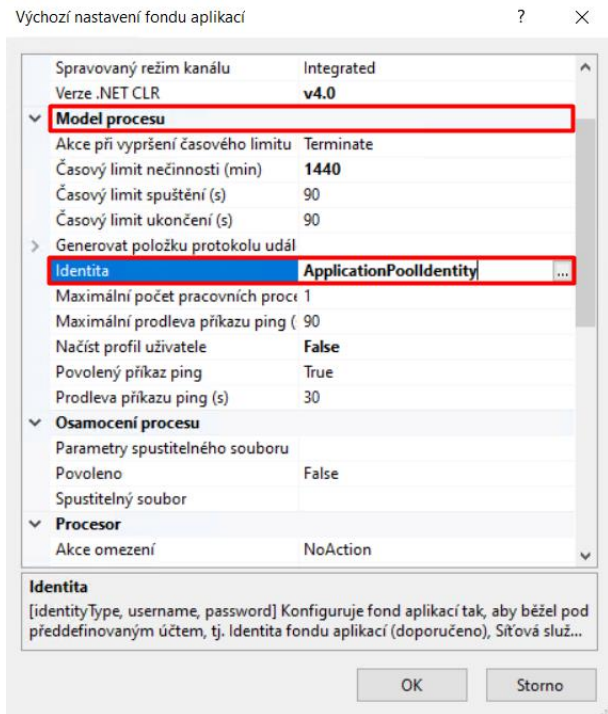 Výchozí nastavení fondu aplikací ? ×
Spravovaný režim kanálu Integrated
Verze .NET CLR v4.0
Model procesu
Akce při vypršení časového limitu Terminate
Časový limit nečinnosti (min) 1440
Časový limit spuštění (s) 90
Časový limit ukončení (s) 90
Generovat položku protokolu udál
Identita ApplicationPoolIdentity ...
Maximální počet pracovních proce 1
Maximální prodleva příkazu ping ( 90
Načíst profil uživatele False
Povolený příkaz ping True
Prodleva příkazu ping (s) 30
Osamocení procesu
Parametry spustitelného souboru
Povoleno False
Spustitelný soubor
Procesor
Akce omezení NoAction
Identita
[identityType, username, password] Konfiguruje fond aplikací tak, aby běžel pod
předdefinovaným účtem, tj. Identita fondu aplikací (doporučeno), Síťová služ...
OK Storno